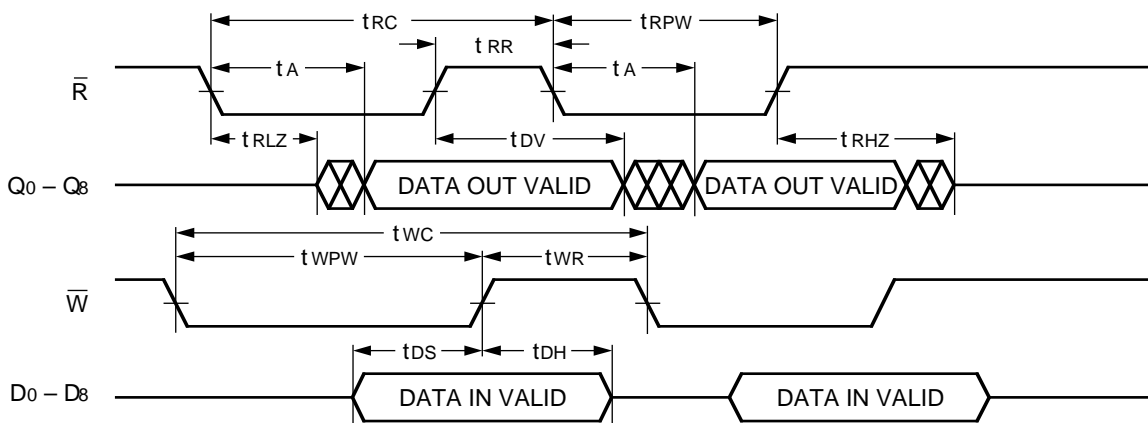 tRC tRPW
tRR
tA tA
R̅
tRLZ tDV tRHZ
Q0 – Q8 DATA OUT VALID DATA OUT VALID
tWC
tWPW tWR
W̅
tDS tDH
D0 – D8 DATA IN VALID DATA IN VALID